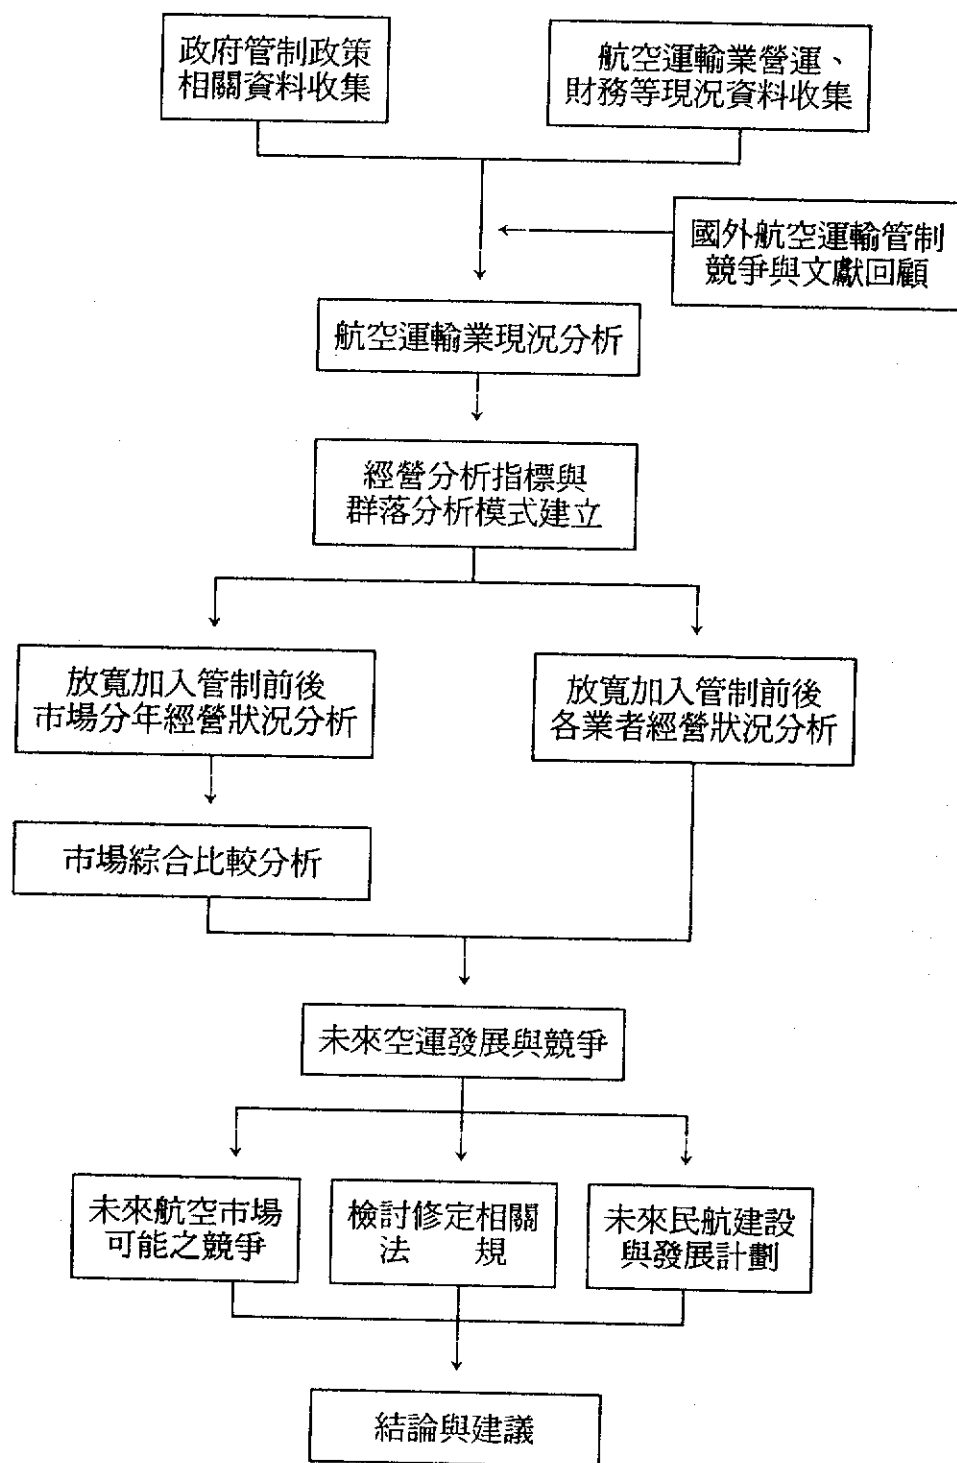 政府管制政策
相關資料收集
航空運輸業營運、
財務等現況資料收集
國外航空運輸管制
競爭與文獻回顧
航空運輸業現況分析
經營分析指標與
群落分析模式建立
放寬加入管制前後
市場分年經營狀況分析
放寬加入管制前後
各業者經營狀況分析
市場綜合比較分析
未來空運發展與競爭
未來航空市場
可能之競爭
檢討修定相關
法　　規
未來民航建設
與發展計劃
結論與建議